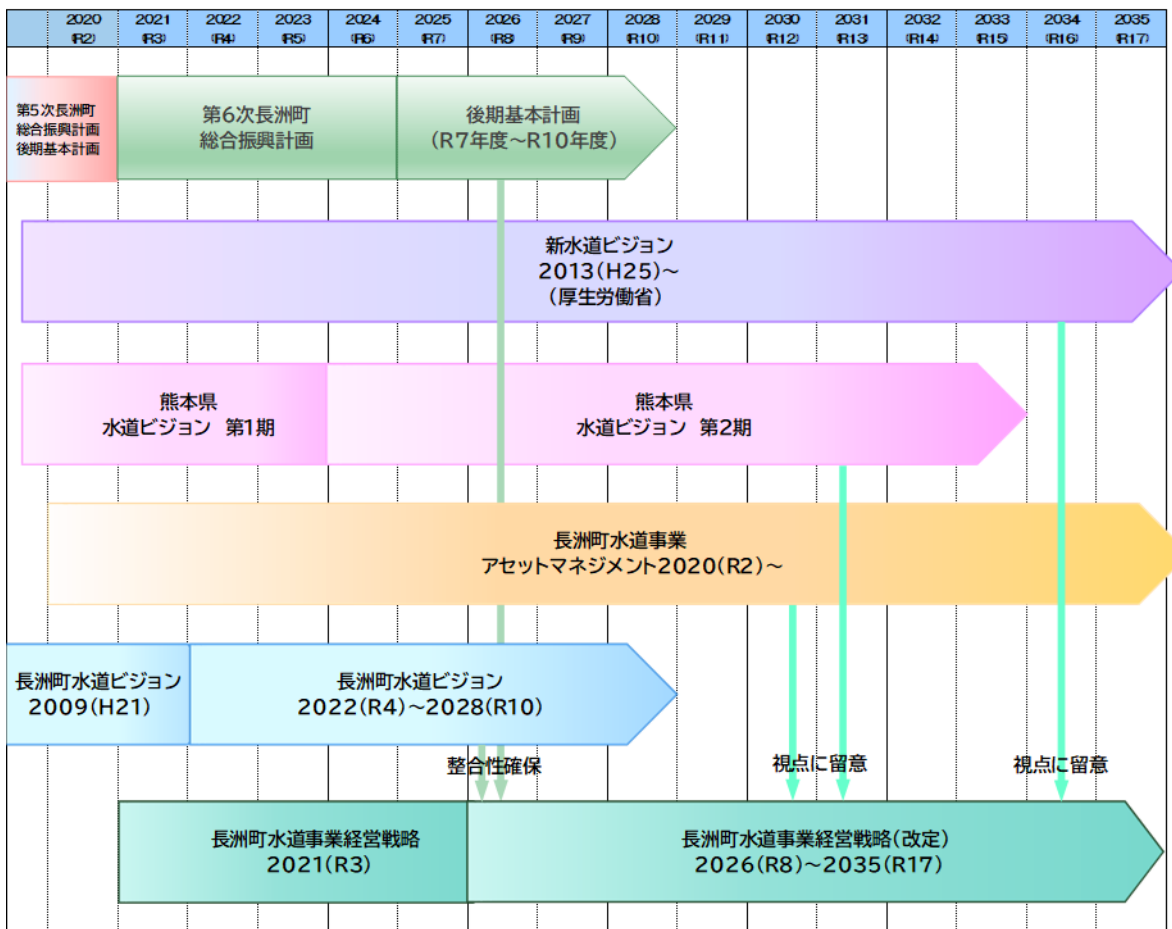 2020 2021 2022 2023 2024 2025 2026 2027 2028 2029 2030 2031 2032 2033 2034 2035
(R2) (R3) (R4) (R5) (R6) (R7) (R8) (R9) (R10) (R11) (R12) (R13) (R14) (R15) (R16) (R17)
第5次長洲町
総合振興計画
後期基本計画
第6次長洲町
総合振興計画
後期基本計画
(R7年度～R10年度)
新水道ビジョン
2013(H25)～
(厚生労働省)
熊本県
水道ビジョン 第1期
熊本県
水道ビジョン 第2期
長洲町水道事業
アセットマネジメント2020(R2)～
長洲町水道ビジョン
2009(H21)
長洲町水道ビジョン
2022(R4)～2028(R10)
整合性確保
視点に留意
視点に留意
長洲町水道事業経営戦略
2021(R3)
長洲町水道事業経営戦略(改定)
2026(R8)～2035(R17)